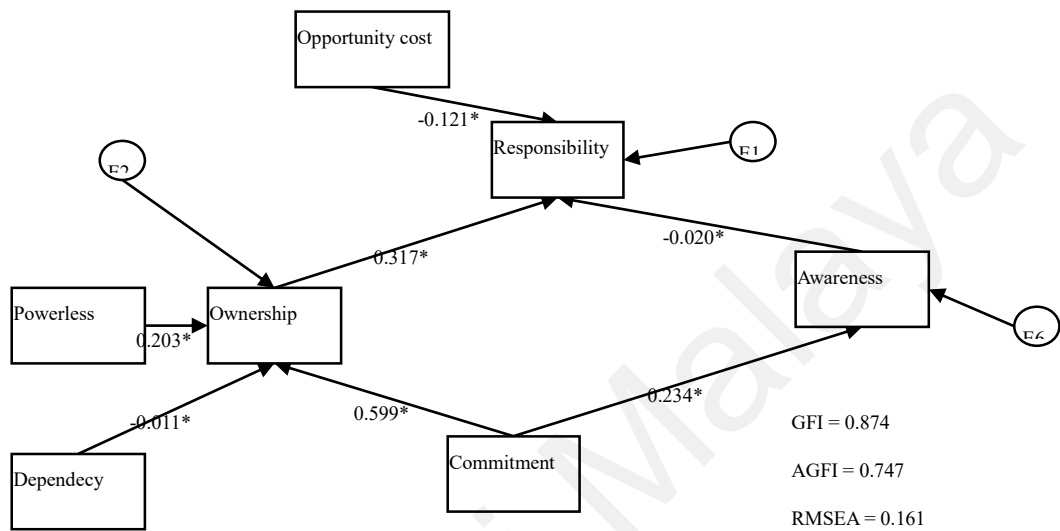 Opportunity cost
-0.121*
Responsibility
E1
E2
0.317*
-0.020*
Awareness
Powerless
0.203*
Ownership
E6
-0.011*
0.599*
0.234*
GFI = 0.874
Dependecy
Commitment
AGFI = 0.747
RMSEA = 0.161
Malaya